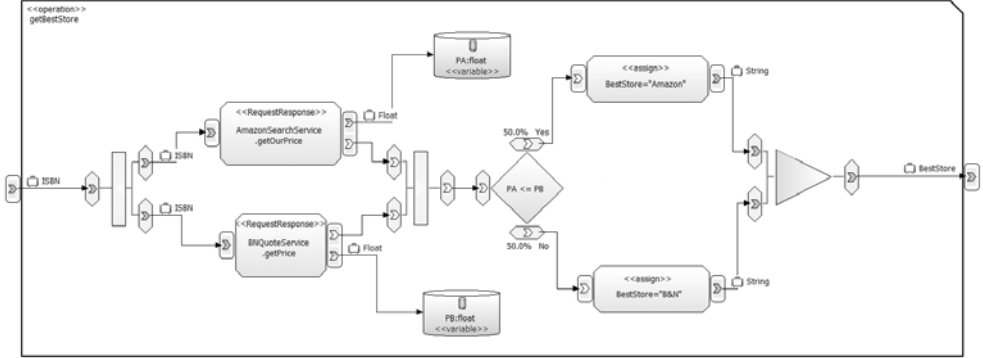 <<operation>>
getBestStore
PA:float
<<variable>>
<<assign>>
BestStore="Amazon"
String
<<RequestResponse>>
AmazonSearchService
.getOurPrice
Float
50.0% Yes
ISBN
ISBN
PA <= PB
BestStore
ISBN
<<RequestResponse>>
BNQuoteService
.getPrice
Float
50.0% No
<<assign>>
BestStore="B&N"
String
PB:float
<<variable>>